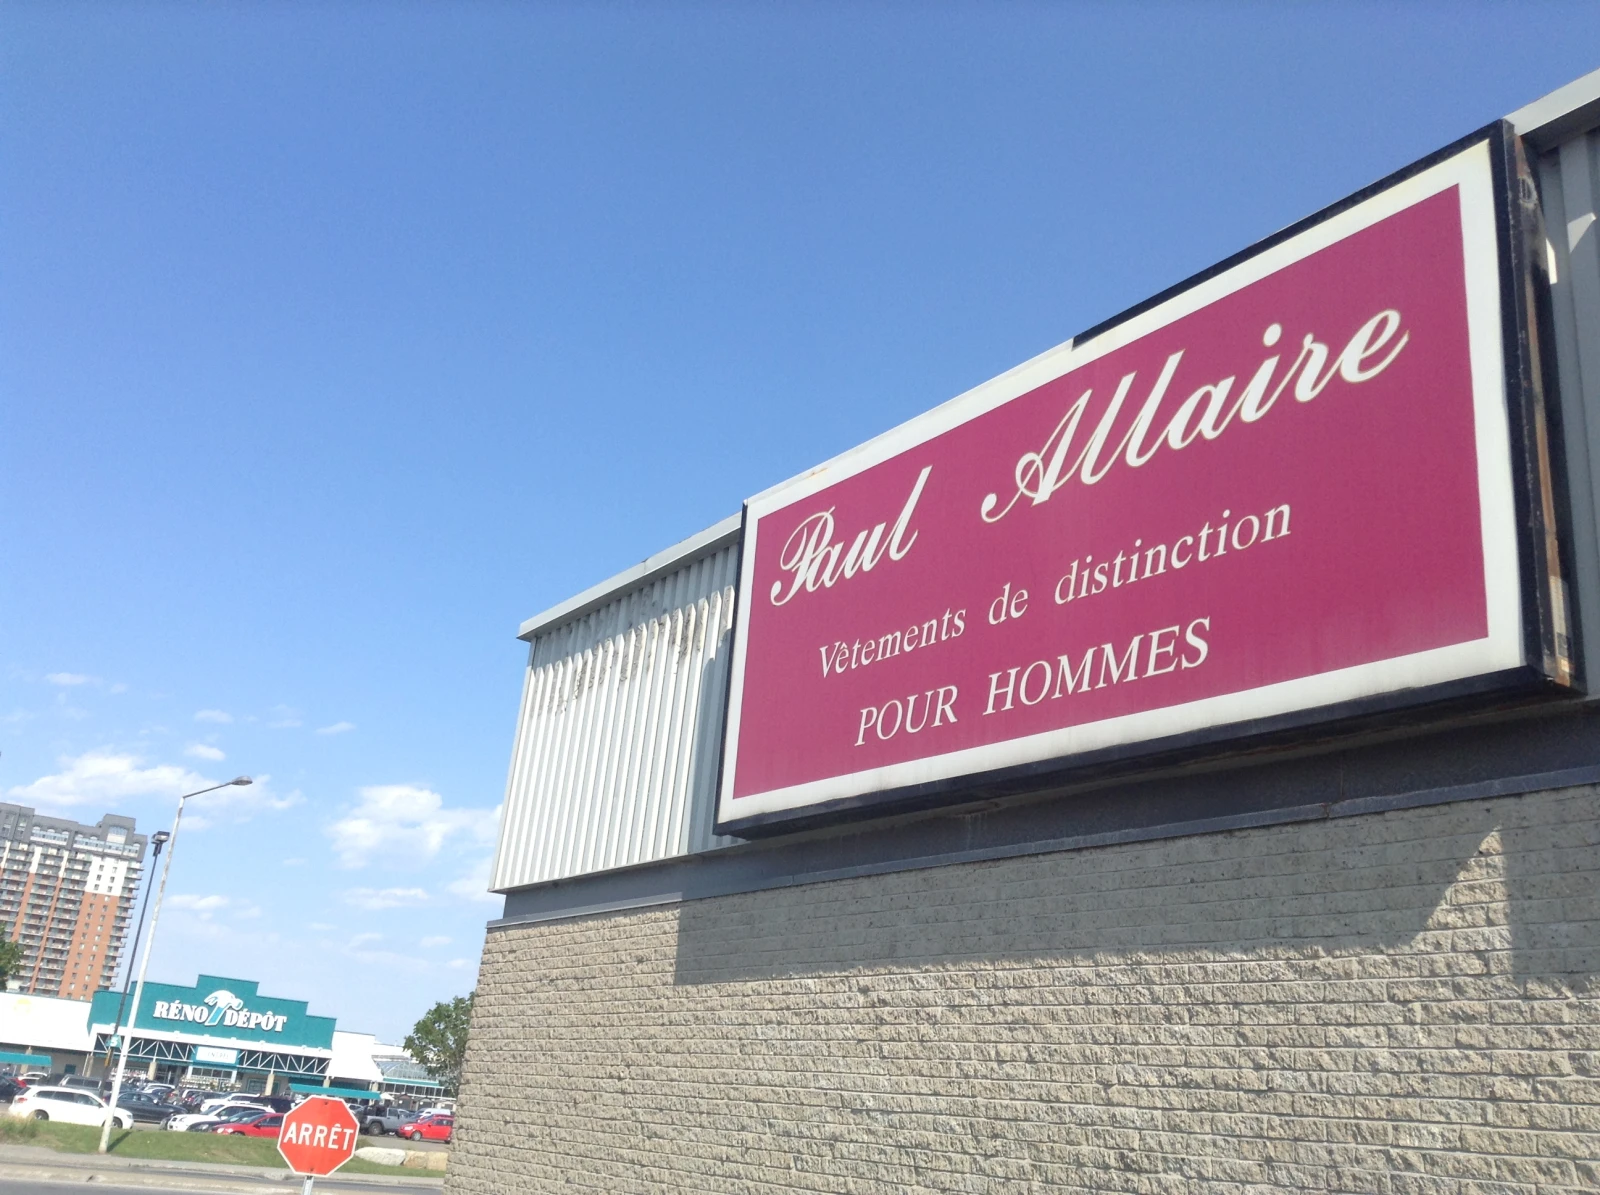 Paul Allaire
Vêtements de distinction
POUR HOMMES
RÉNO DÉPÔT
ARRÊT